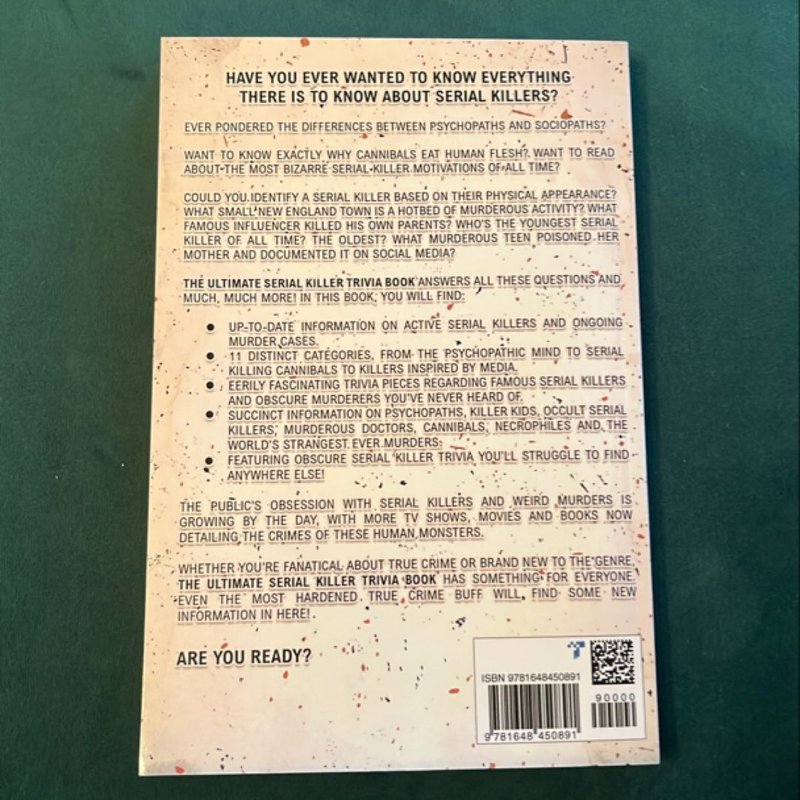 HAVE YOU EVER WANTED TO KNOW EVERYTHING
THERE IS TO KNOW ABOUT SERIAL KILLERS?
EVER PONDERED THE DIFFERENCES BETWEEN PSYCHOPATHS AND SOCIOPATHS?
WANT TO KNOW EXACTLY WHY CANNIBALS EAT HUMAN FLESH? WANT TO READ
ABOUT THE MOST BIZARRE SERIAL KILLER MOTIVATIONS OF ALL TIME?
COULD YOU IDENTIFY A SERIAL KILLER BASED ON THEIR PHYSICAL APPEARANCE?
WHAT SMALL NEW ENGLAND TOWN IS A HOTBED OF MURDEROUS ACTIVITY? WHAT
FAMOUS INFLUENCER KILLED HIS OWN PARENTS? WHO'S THE YOUNGEST SERIAL
KILLER OF ALL TIME? THE OLDEST? WHAT MURDEROUS TEEN POISONED HER
MOTHER AND DOCUMENTED IT ON SOCIAL MEDIA?
THE ULTIMATE SERIAL KILLER TRIVIA BOOK ANSWERS ALL THESE QUESTIONS AND
MUCH, MUCH MORE! IN THIS BOOK, YOU WILL FIND:
● UP-TO-DATE INFORMATION ON ACTIVE SERIAL KILLERS AND ONGOING
MURDER CASES.
● 11 DISTINCT CATEGORIES, FROM THE PSYCHOPATHIC MIND TO SERIAL
KILLING CANNIBALS TO KILLERS INSPIRED BY MEDIA.
● EERILY FASCINATING TRIVIA PIECES REGARDING FAMOUS SERIAL KILLERS
AND OBSCURE MURDERERS YOU'VE NEVER HEARD OF.
● SUCCINCT INFORMATION ON PSYCHOPATHS, KILLER KIDS, OCCULT SERIAL
KILLERS, MURDEROUS DOCTORS, CANNIBALS, NECROPHILES AND THE
WORLD'S STRANGEST EVER MURDERS.
● FEATURING OBSCURE SERIAL KILLER TRIVIA YOU'LL STRUGGLE TO FIND
ANYWHERE ELSE!
THE PUBLIC'S OBSESSION WITH SERIAL KILLERS AND WEIRD MURDERS IS
GROWING BY THE DAY, WITH MORE TV SHOWS, MOVIES AND BOOKS NOW
DETAILING THE CRIMES OF THESE HUMAN MONSTERS.
WHETHER YOU'RE FANATICAL ABOUT TRUE CRIME OR BRAND NEW TO THE GENRE,
THE ULTIMATE SERIAL KILLER TRIVIA BOOK HAS SOMETHING FOR EVERYONE.
EVEN THE MOST HARDENED TRUE CRIME BUFF WILL FIND SOME NEW
INFORMATION IN HERE!
ARE YOU READY?
ISBN 9781648450891
90000
9 781648 450891